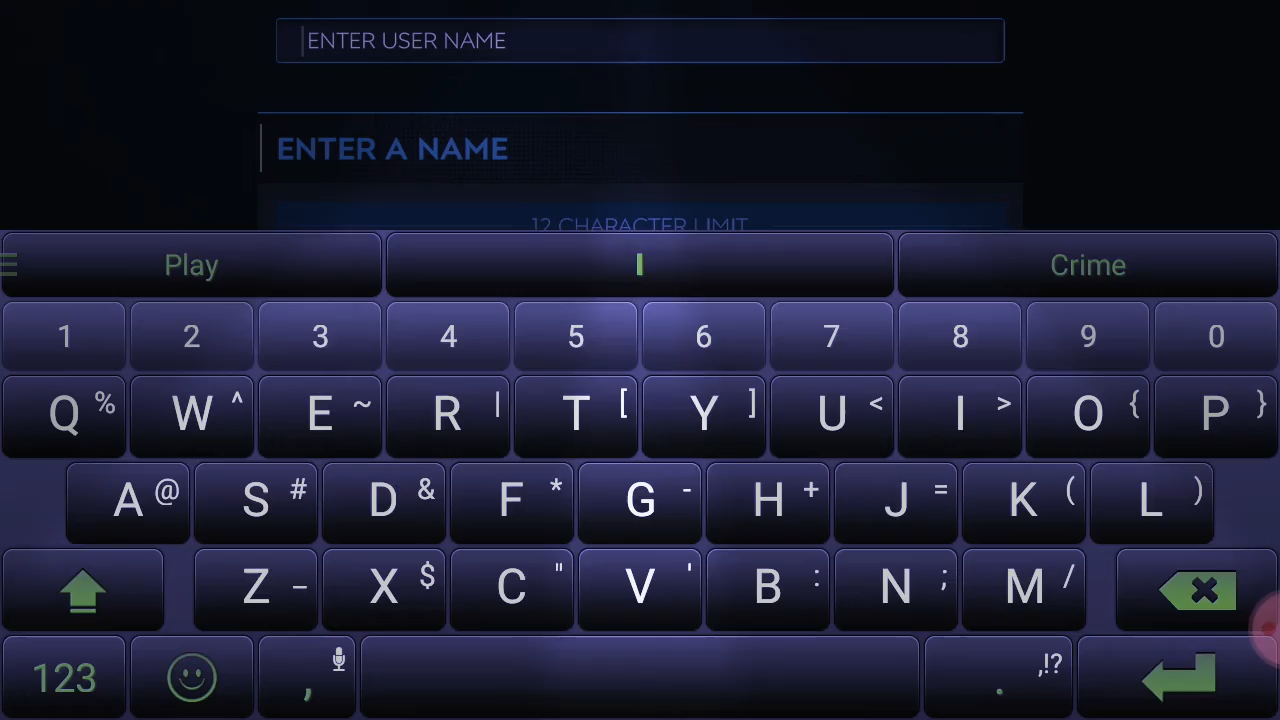 ENTER USER NAME
ENTER A NAME
12 CHARACTER LIMIT
Play I Crime
1 2 3 4 5 6 7 8 9 0
Q % W ^ E ~ R | T [ Y ] U < I > O { P }
A @ S # D & F * G - H + J = K ( L )
Z _ X $ C " V ' B : N ; M /
123 , . ,!?